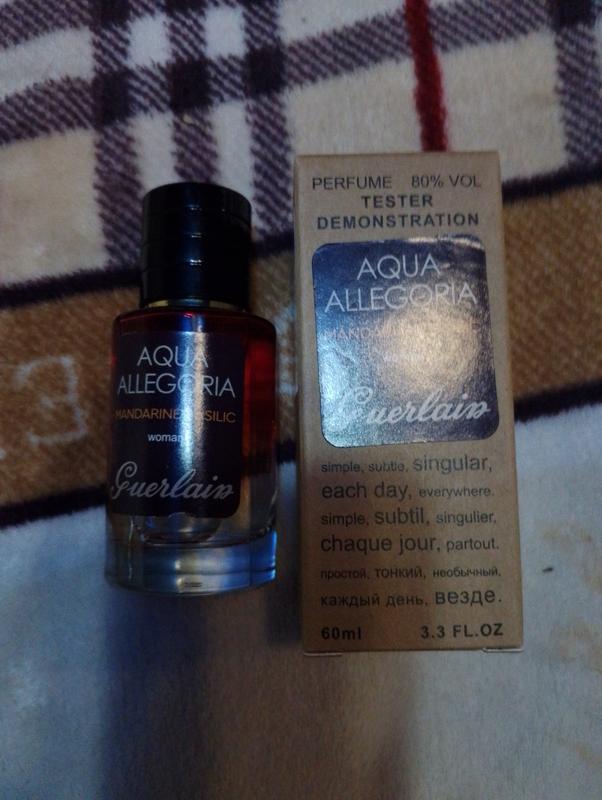 AQUA
ALLEGORIA
MANDARINE BASILIC
woman
Guerlain
PERFUME 80% VOL
TESTER
DEMONSTRATION
AQUA
ALLEGORIA
Guerlain
simple, subtle, singular,
each day, everywhere.
simple, subtil, singulier,
chaque jour, partout.
простой, тонкий, необычный,
каждый день, везде.
60ml 3.3 FL.OZ